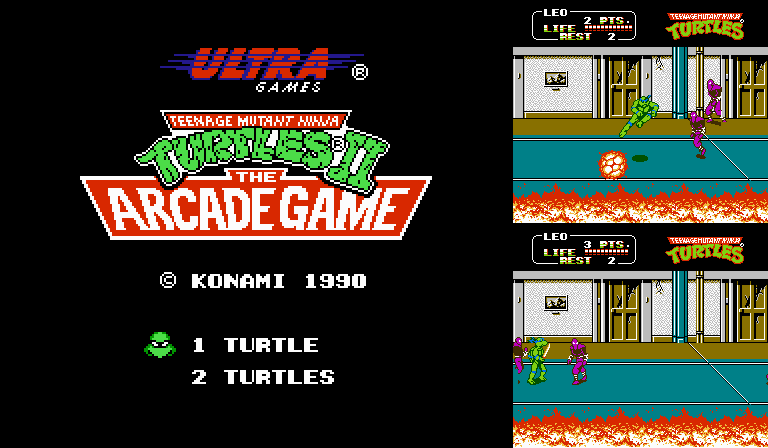 ULTRA®
GAMES
TEENAGE MUTANT NINJA
TURTLES® II
THE
ARCADE GAME
© KONAMI 1990
1 TURTLE
2 TURTLES
LEO
2 PTS.
LIFE
REST 2
TEENAGE MUTANT NINJA
TURTLES
LEO
3 PTS.
LIFE
REST 2
TEENAGE MUTANT NINJA
TURTLES